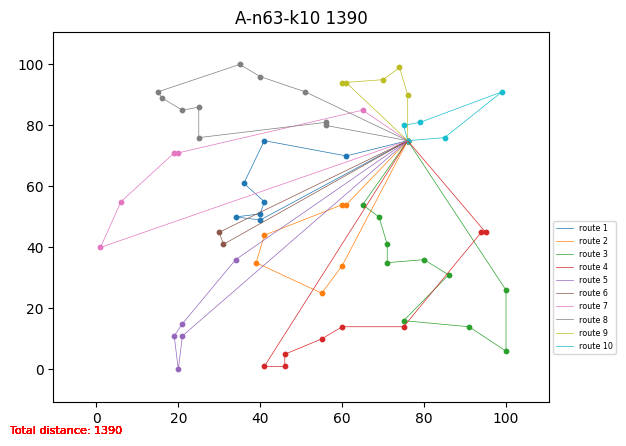 A-n63-k10 1390
100
80
60
40
20
0
0 20 40 60 80 100
route 1
route 2
route 3
route 4
route 5
route 6
route 7
route 8
route 9
route 10
Total distance: 1390